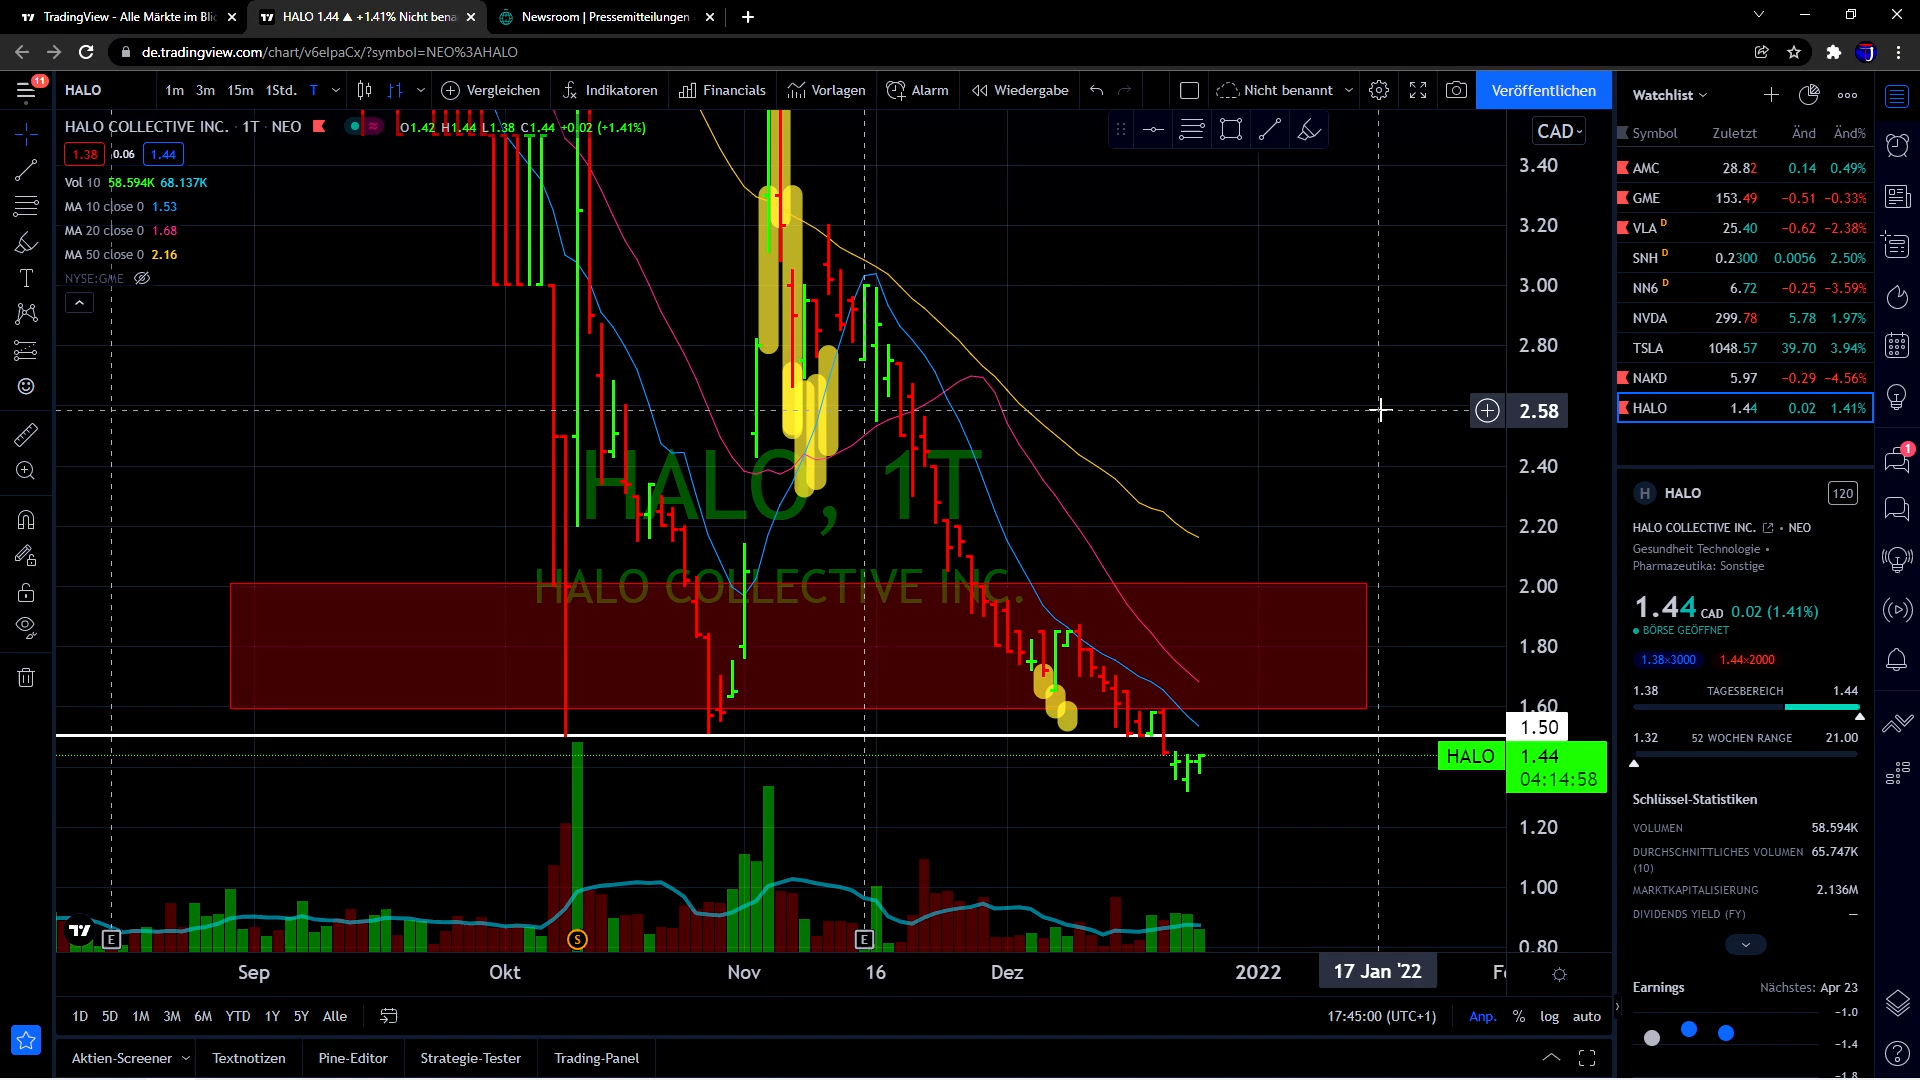 TradingView - Alle Märkte im Bli
HALO 1.44 ▲ +1.41% Nicht bena
Newsroom | Pressemitteilungen
de.tradingview.com/chart/v6elpaCx/?symbol=NEO%3AHALO
11
HALO
1m 3m 15m 1Std. T
Vergleichen
Indikatoren
Financials
Vorlagen
Alarm
Wiedergabe
Nicht benannt
Veröffentlichen
HALO COLLECTIVE INC. · 1T · NEO
O1.42 H1.44 L1.38 C1.44 +0.02 (+1.41%)
1.38 0.06 1.44
Vol 10 58.594K 68.137K
MA 10 close 0 1.53
MA 20 close 0 1.68
MA 50 close 0 2.16
NYSE:GME
HALO, 1T
HALO COLLECTIVE INC.
CAD
3.40
3.20
3.00
2.80
2.58
2.40
2.20
2.00
1.80
1.60
1.50
HALO 1.44
04:14:58
1.20
1.00
0.80
E
S
E
Sep Okt Nov 16 Dez 2022 17 Jan '22
1D 5D 1M 3M 6M YTD 1Y 5Y Alle
17:45:00 (UTC+1) Anp. % log auto
Aktien-Screener Textnotizen Pine-Editor Strategie-Tester Trading-Panel
Watchlist
Symbol Zuletzt Änd Änd%
AMC 28.82 0.14 0.49%
GME 153.49 −0.51 −0.33%
VLA D 25.40 −0.62 −2.38%
SNH D 0.2300 0.0056 2.50%
NN6 D 6.72 −0.25 −3.59%
NVDA 299.78 5.78 1.97%
TSLA 1048.57 39.70 3.94%
NAKD 5.97 −0.29 −4.56%
HALO 1.44 0.02 1.41%
H HALO 120
HALO COLLECTIVE INC. • NEO
Gesundheit Technologie •
Pharmazeutika: Sonstige
1.44 CAD 0.02 (1.41%)
BÖRSE GEÖFFNET
1.38×3000 1.44×2000
1.38 TAGESBEREICH 1.44
1.32 52 WOCHEN RANGE 21.00
Schlüssel-Statistiken
VOLUMEN 58.594K
DURCHSCHNITTLICHES VOLUMEN 65.747K
(10)
MARKTKAPITALISIERUNG 2.136M
DIVIDENDS YIELD (FY) —
Earnings Nächstes: Apr 23
−1.0
−1.4
−1.8
1